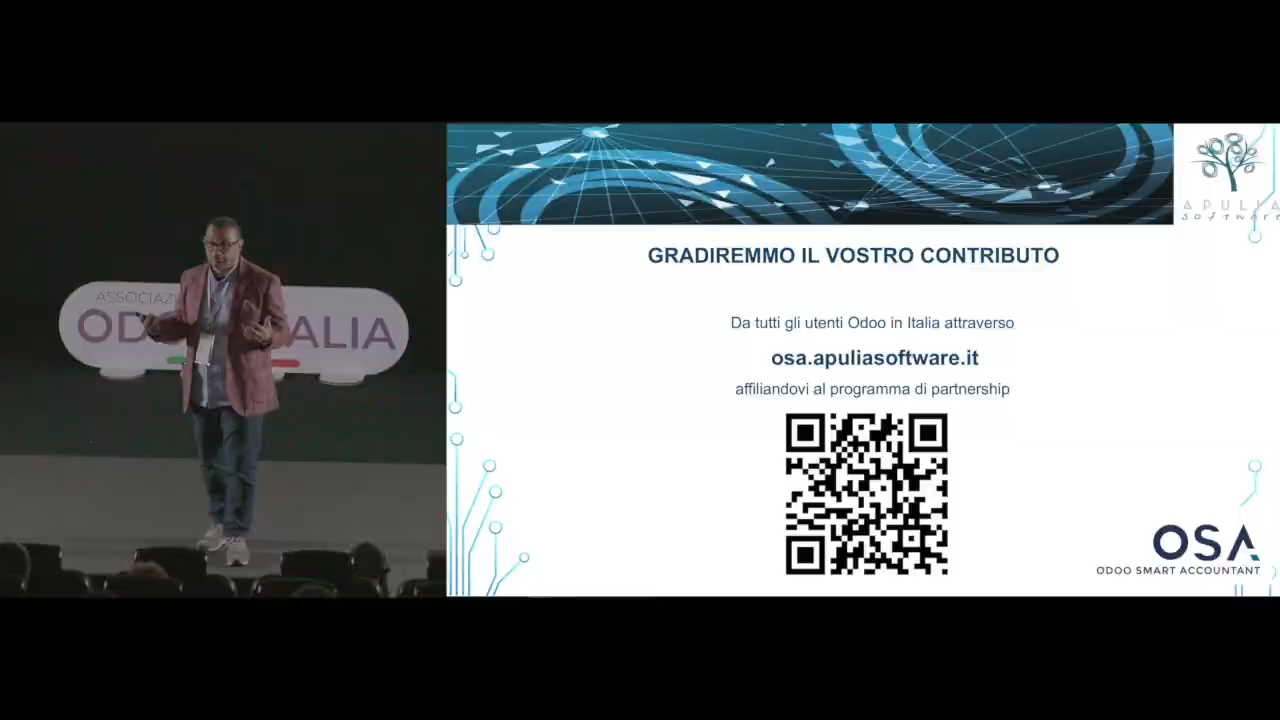 ASSOCIAZI
OD ALIA
APULIA
software
GRADIREMMO IL VOSTRO CONTRIBUTO
Da tutti gli utenti Odoo in Italia attraverso
osa.apuliasoftware.it
affiliandovi al programma di partnership
OSA
ODOO SMART ACCOUNTANT